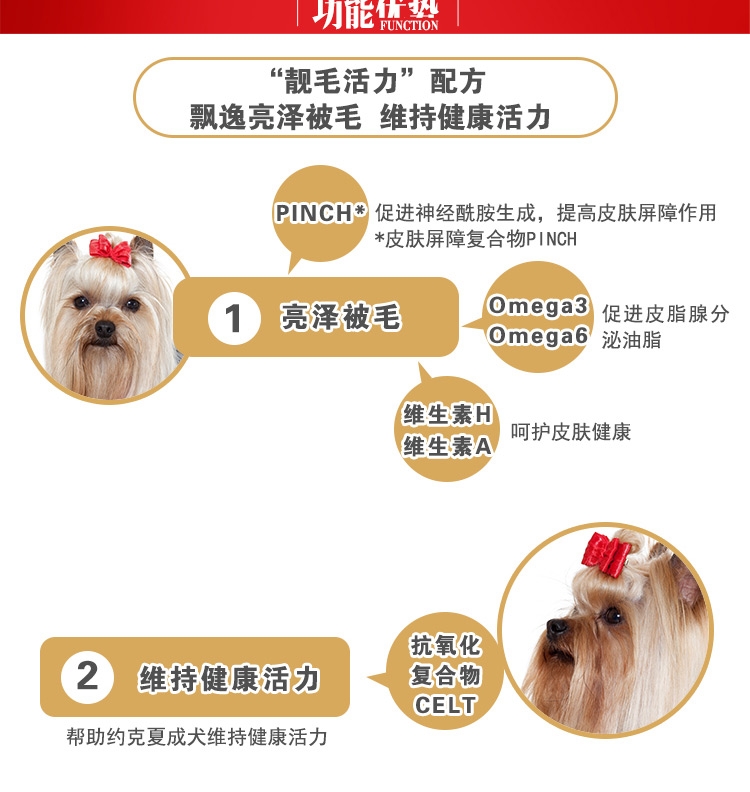 功能优势
FUNCTION
“靓毛活力”配方
飘逸亮泽被毛 维持健康活力
PINCH*
促进神经酰胺生成，提高皮肤屏障作用
*皮肤屏障复合物PINCH
1
亮泽被毛
Omega3
Omega6
促进皮脂腺分
泌油脂
维生素H
维生素A
呵护皮肤健康
2
维持健康活力
抗氧化
复合物
CELT
帮助约克夏成犬维持健康活力